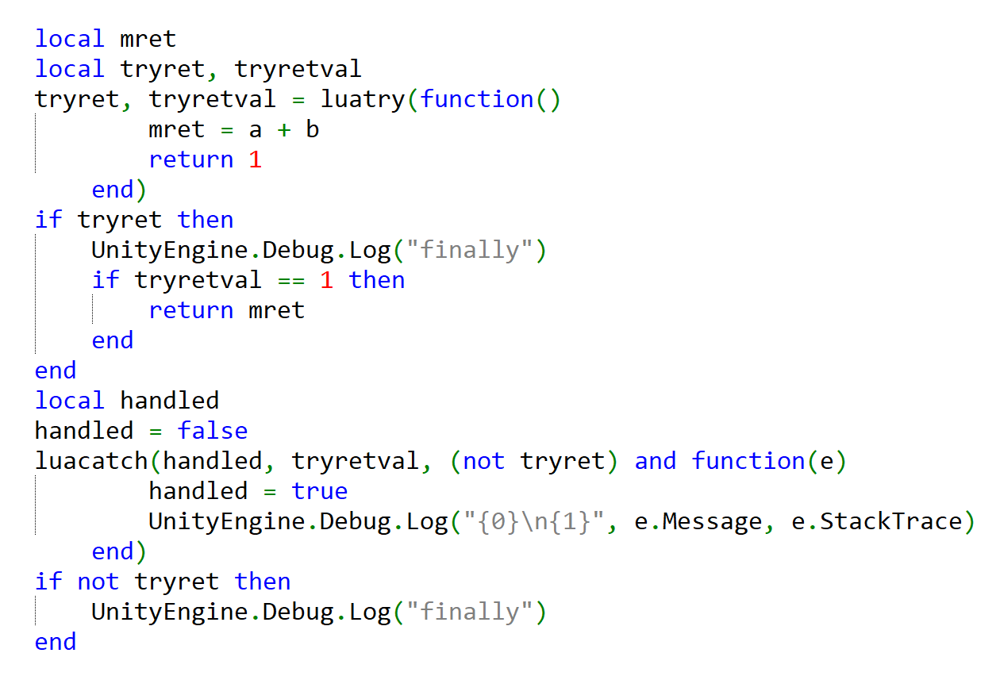 local mret
local tryret, tryretval
tryret, tryretval = luatry(function()
        mret = a + b
        return 1
    end)
if tryret then
    UnityEngine.Debug.Log("finally")
    if tryretval == 1 then
        return mret
    end
end
local handled
handled = false
luacatch(handled, tryretval, (not tryret) and function(e)
        handled = true
        UnityEngine.Debug.Log("{0}\n{1}", e.Message, e.StackTrace)
    end)
if not tryret then
    UnityEngine.Debug.Log("finally")
end